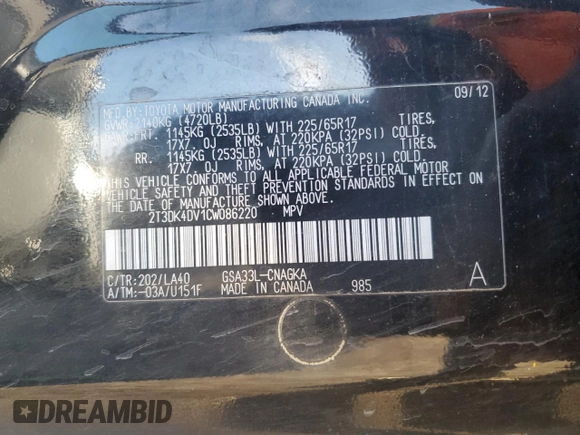 MFD.BY:TOYOTA MOTOR MANUFACTURING CANADA INC. 09/12
GVWR:2140KG (4720LB)
GAWR:FRT. 1145KG (2535LB) WITH 225/65R17 TIRES,
17X7.0J RIMS, AT 220KPA (32PSI) COLD
RR. 1145KG (2535LB) WITH 225/65R17 TIRES,
17X7.0J RIMS, AT 220KPA (32PSI) COLD
THIS VEHICLE CONFORMS TO ALL APPLICABLE FEDERAL MOTOR
VEHICLE SAFETY AND THEFT PREVENTION STANDARDS IN EFFECT ON
THE DATE OF MANUFACTURE SHOWN ABOVE.
2T3DK4DV1CW086220 MPV
C/TR:202/LA40 GSA33L-CNAGKA
A/TM:-03A/U151F MADE IN CANADA 985 A
DREAMBID